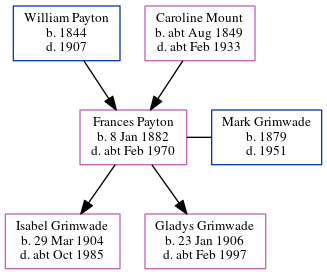 William Payton
b. 1844
d. 1907
Caroline Mount
b. abt Aug 1849
d. abt Feb 1933
Frances Payton
b. 8 Jan 1882
d. abt Feb 1970
Mark Grimwade
b. 1879
d. 1951
Isabel Grimwade
b. 29 Mar 1904
d. abt Oct 1985
Gladys Grimwade
b. 23 Jan 1906
d. abt Feb 1997